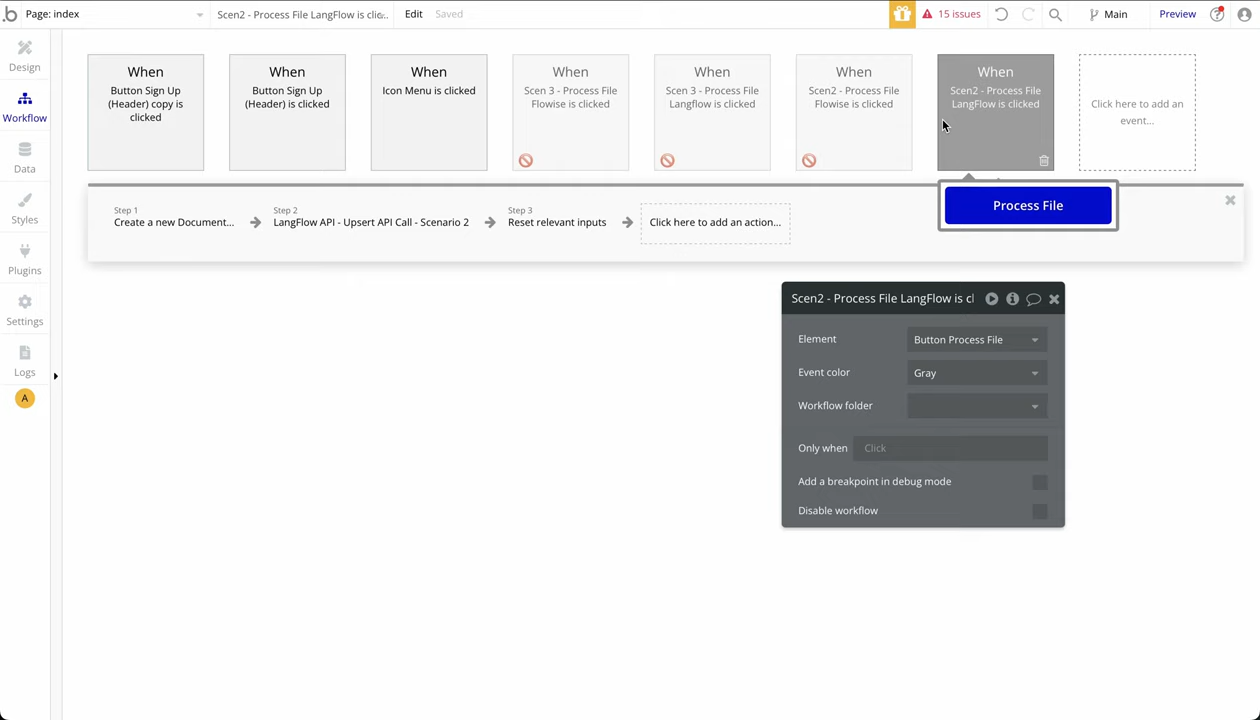 b Page: index Scen2 - Process File LangFlow is clic... Edit Saved 15 issues Main Preview
Design
Workflow
Data
Styles
Plugins
Settings
Logs
A
When
Button Sign Up
(Header) copy is
clicked
When
Button Sign Up
(Header) is clicked
When
Icon Menu is clicked
When
Scen 3 - Process File
Flowise is clicked
When
Scen 3 - Process File
Langflow is clicked
When
Scen2 - Process File
Flowise is clicked
When
Scen2 - Process File
LangFlow is clicked
Click here to add an
event...
Step 1
Create a new Document...
Step 2
LangFlow API - Upsert API Call - Scenario 2
Step 3
Reset relevant inputs
Click here to add an action...
Process File
Scen2 - Process File LangFlow is cl
Element Button Process File
Event color Gray
Workflow folder
Only when Click
Add a breakpoint in debug mode
Disable workflow